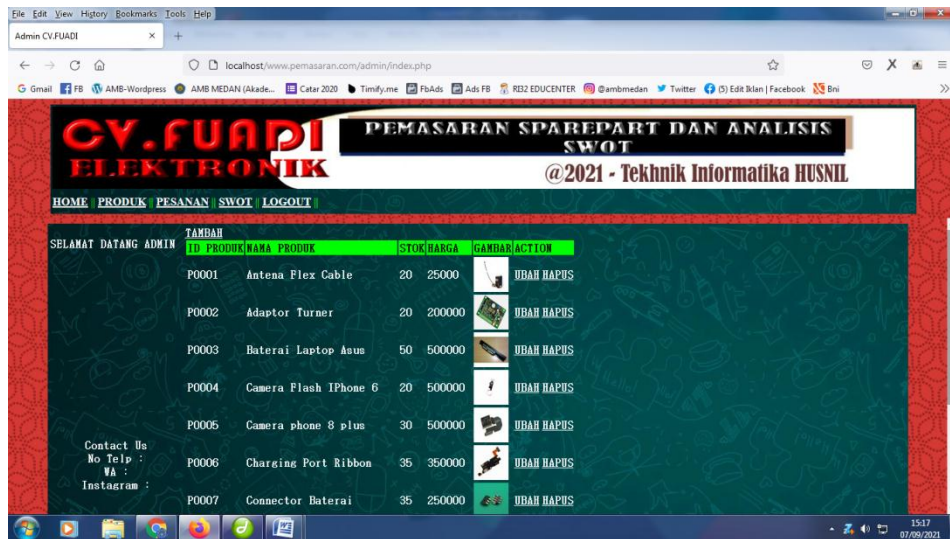 File Edit View History Bookmarks Tools Help
Admin CV.FUADI
localhost/www.pemasaran.com/admin/index.php
Gmail FB AMB-Wordpress AMB MEDAN (Akade... Catar 2020 Timify.me FbAds Ads FB RB2 EDUCENTER @ambmedan Twitter (5) Edit Iklan | Facebook Bni
CV.FUADI
ELEKTRONIK
PEMASARAN SPAREPART DAN ANALISIS
SWOT
@2021 - Tekhnik Informatika HUSNIL
HOME || PRODUK || PESANAN || SWOT || LOGOUT ||
SELAMAT DATANG ADMIN
TAMBAH
ID PRODUK NAMA PRODUK STOK HARGA GAMBAR ACTION
P0001 Antena Flex Cable 20 25000 UBAH HAPUS
P0002 Adaptor Turner 20 200000 UBAH HAPUS
P0003 Baterai Laptop Asus 50 500000 UBAH HAPUS
P0004 Camera Flash IPhone 6 20 500000 UBAH HAPUS
P0005 Camera phone 8 plus 30 500000 UBAH HAPUS
P0006 Charging Port Ribbon 35 350000 UBAH HAPUS
P0007 Connector Baterai 35 250000 UBAH HAPUS
Contact Us
No Telp :
WA :
Instagram :
15:17
07/09/2021